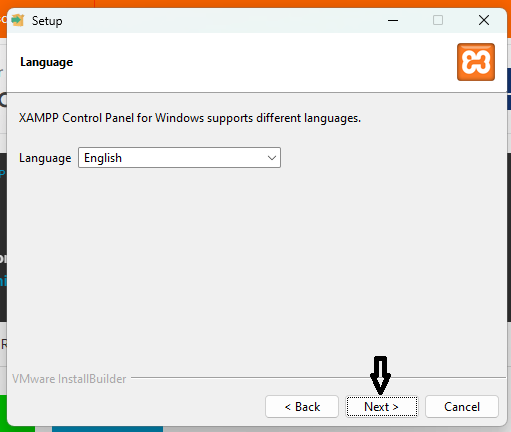 Setup
Language
XAMPP Control Panel for Windows supports different languages.
Language English
VMware InstallBuilder
< Back Next > Cancel